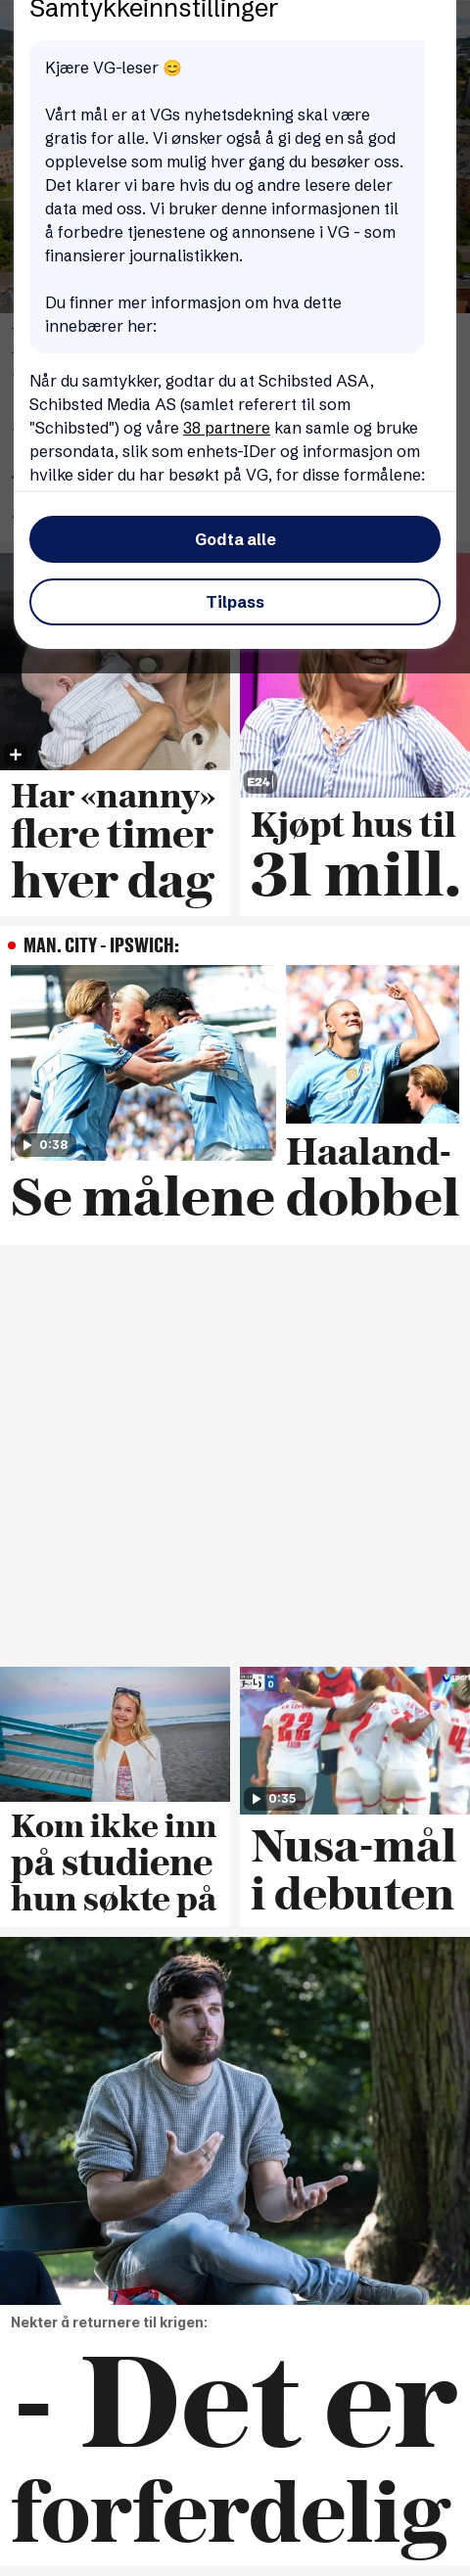 Samtykkeinnstillinger
Kjære VG-leser 😊
Vårt mål er at VGs nyhetsdekning skal være
gratis for alle. Vi ønsker også å gi deg en så god
opplevelse som mulig hver gang du besøker oss.
Det klarer vi bare hvis du og andre lesere deler
data med oss. Vi bruker denne informasjonen til
å forbedre tjenestene og annonsene i VG - som
finansierer journalistikken.
Du finner mer informasjon om hva dette
innebærer her:
Når du samtykker, godtar du at Schibsted ASA,
Schibsted Media AS (samlet referert til som
"Schibsted") og våre 38 partnere kan samle og bruke
persondata, slik som enhets-IDer og informasjon om
hvilke sider du har besøkt på VG, for disse formålene:
Godta alle
Tilpass
Har «nanny»
flere timer
hver dag
E24
Kjøpt hus til
31 mill.
MAN. CITY - IPSWICH:
0:38
Se målene
Haaland-
dobbel
Kom ikke inn
på studiene
hun søkte på
22
7
4
0:35
Nusa-mål
i debuten
Nekter å returnere til krigen:
- Det er
forferdelig